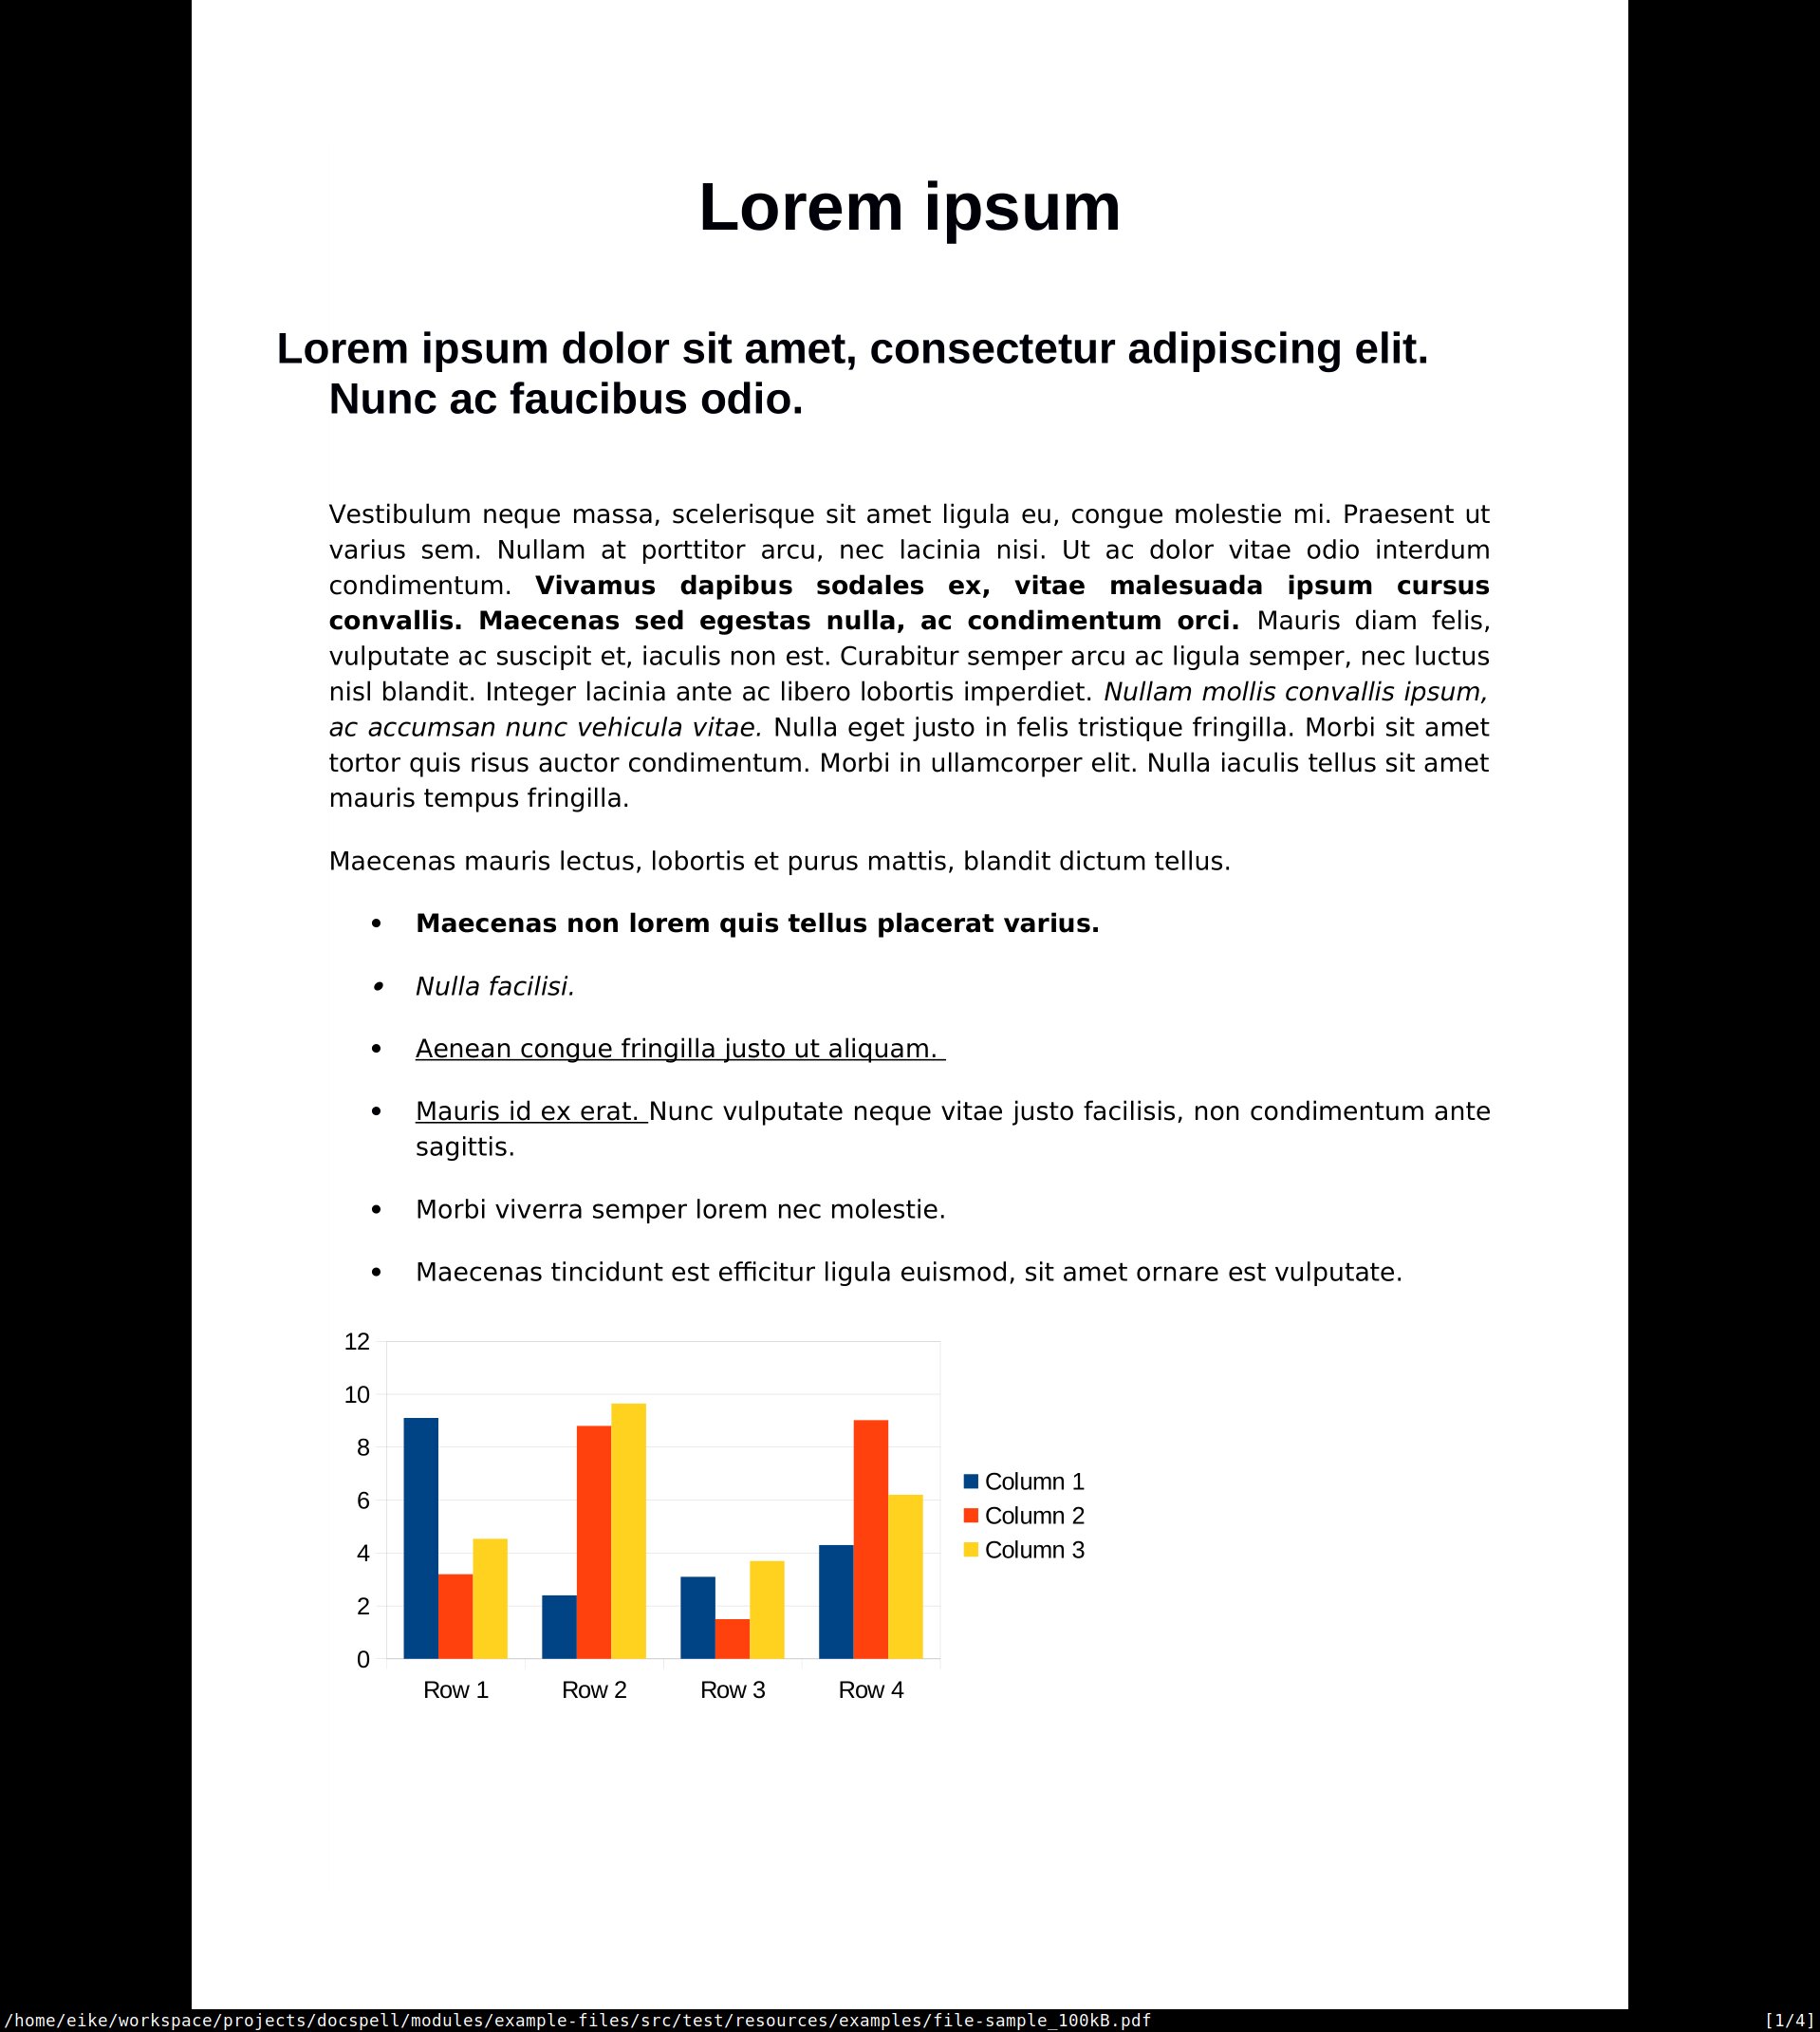 Lorem ipsum
Lorem ipsum dolor sit amet, consectetur adipiscing elit.
Nunc ac faucibus odio.
Vestibulum neque massa, scelerisque sit amet ligula eu, congue molestie mi. Praesent ut
varius sem. Nullam at porttitor arcu, nec lacinia nisi. Ut ac dolor vitae odio interdum
condimentum. Vivamus dapibus sodales ex, vitae malesuada ipsum cursus
convallis. Maecenas sed egestas nulla, ac condimentum orci. Mauris diam felis,
vulputate ac suscipit et, iaculis non est. Curabitur semper arcu ac ligula semper, nec luctus
nisl blandit. Integer lacinia ante ac libero lobortis imperdiet. Nullam mollis convallis ipsum,
ac accumsan nunc vehicula vitae. Nulla eget justo in felis tristique fringilla. Morbi sit amet
tortor quis risus auctor condimentum. Morbi in ullamcorper elit. Nulla iaculis tellus sit amet
mauris tempus fringilla.
Maecenas mauris lectus, lobortis et purus mattis, blandit dictum tellus.
• Maecenas non lorem quis tellus placerat varius.
• Nulla facilisi.
• Aenean congue fringilla justo ut aliquam.
• Mauris id ex erat. Nunc vulputate neque vitae justo facilisis, non condimentum ante
sagittis.
• Morbi viverra semper lorem nec molestie.
• Maecenas tincidunt est efficitur ligula euismod, sit amet ornare est vulputate.
12
10
8
6
4
2
0
Row 1 Row 2 Row 3 Row 4
Column 1
Column 2
Column 3
/home/eike/workspace/projects/docspell/modules/example-files/src/test/resources/examples/file-sample_100kB.pdf [1/4]